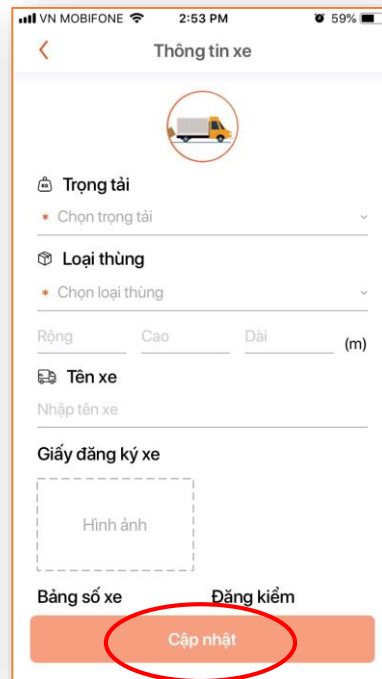 VN MOBIFONE 2:53 PM 59%
Thông tin xe
KG Trọng tải
* Chọn trọng tải
Loại thùng
* Chọn loại thùng
Rộng Cao Dài (m)
Tên xe
Nhập tên xe
Giấy đăng ký xe
Hình ảnh
Bảng số xe Đăng kiểm
Cập nhật